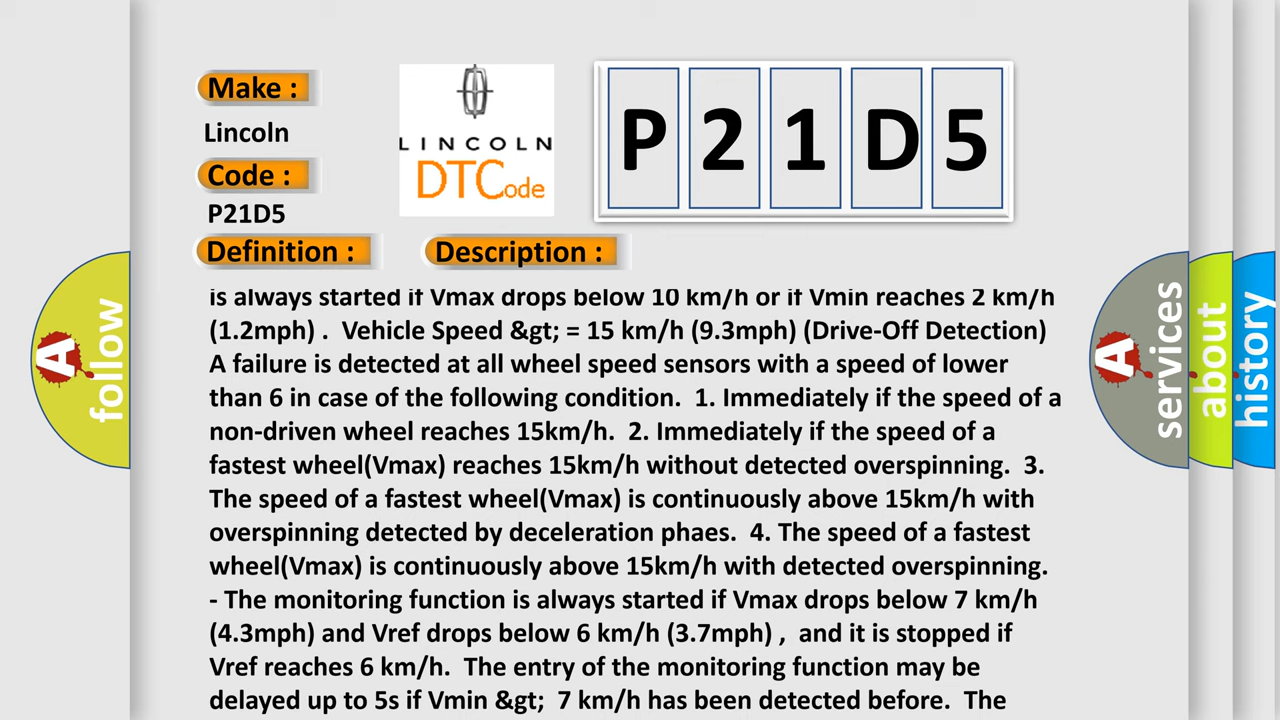 Make :
Lincoln
Code :
P21D5
Definition :
Description :
LINCOLN
DTCode
P 2 1 D 5
is always started if Vmax drops below 10 km/h or if Vmin reaches 2 km/h
(1.2mph) .  Vehicle Speed &gt; = 15 km/h (9.3mph) (Drive-Off Detection)
A failure is detected at all wheel speed sensors with a speed of lower
than 6 in case of the following condition.  1. Immediately if the speed of a
non-driven wheel reaches 15km/h.  2. Immediately if the speed of a
fastest wheel(Vmax) reaches 15km/h without detected overspinning.  3.
The speed of a fastest wheel(Vmax) is continuously above 15km/h with
overspinning detected by deceleration phaes.  4. The speed of a fastest
wheel(Vmax) is continuously above 15km/h with detected overspinning.
- The monitoring function is always started if Vmax drops below 7 km/h
(4.3mph) and Vref drops below 6 km/h (3.7mph) ,  and it is stopped if
Vref reaches 6 km/h.  The entry of the monitoring function may be
delayed up to 5s if Vmin &gt;  7 km/h has been detected before.  The
A follow
A services
about
history